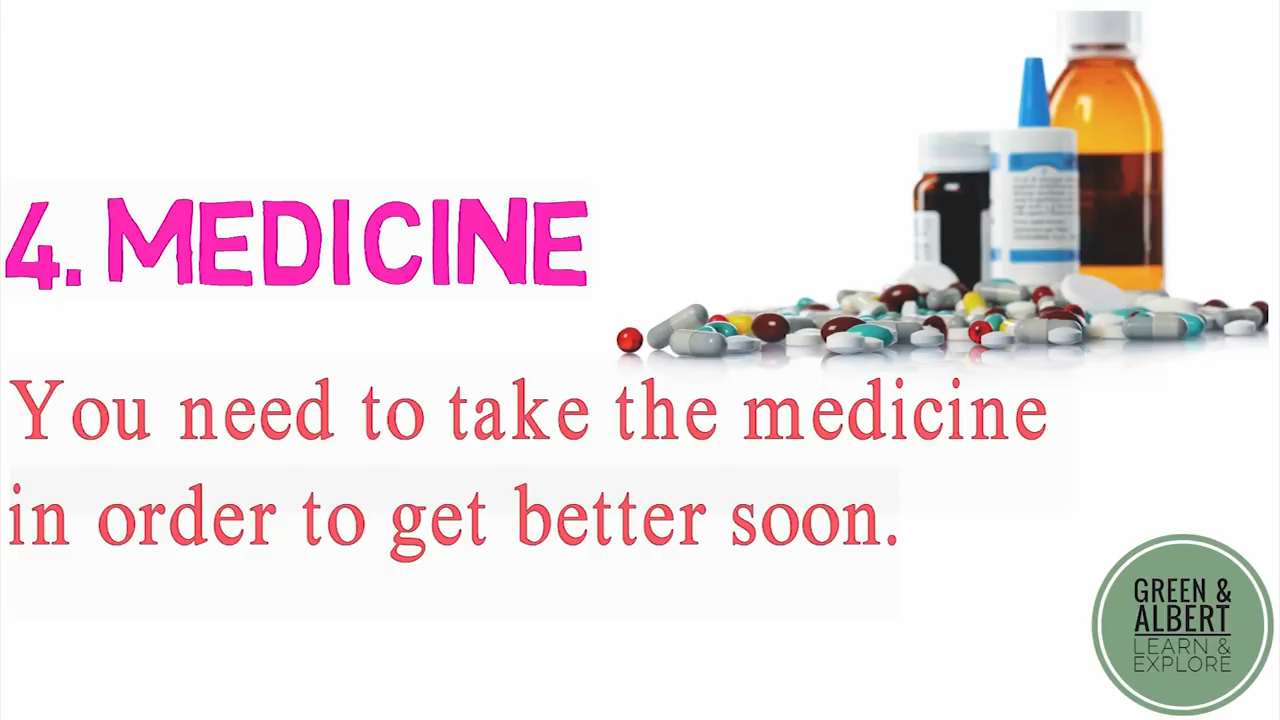 4. MEDICINE
You need to take the medicine
in order to get better soon.
GREEN &
ALBERT
LEARN &
EXPLORE